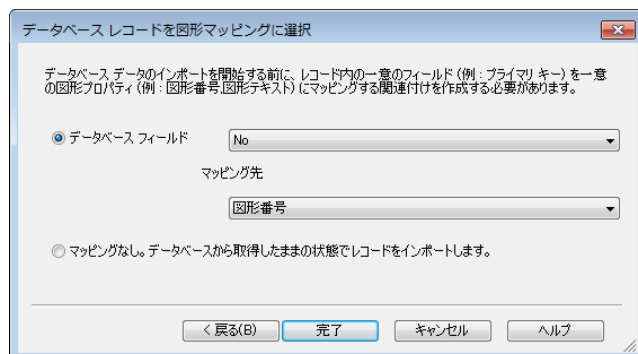 データベース レコードを図形マッピングに選択
データベース データのインポートを開始する前に、レコード内の一意のフィールド (例 : プライマリ キー) を一意
の図形プロパティ (例 : 図形番号,図形テキスト) にマッピングする関連付けを作成する必要があります。
データベース フィールド
No
マッピング先
図形番号
マッピングなし。データベースから取得したままの状態でレコードをインポートします。
< 戻る(B)
完了
キャンセル
ヘルプ